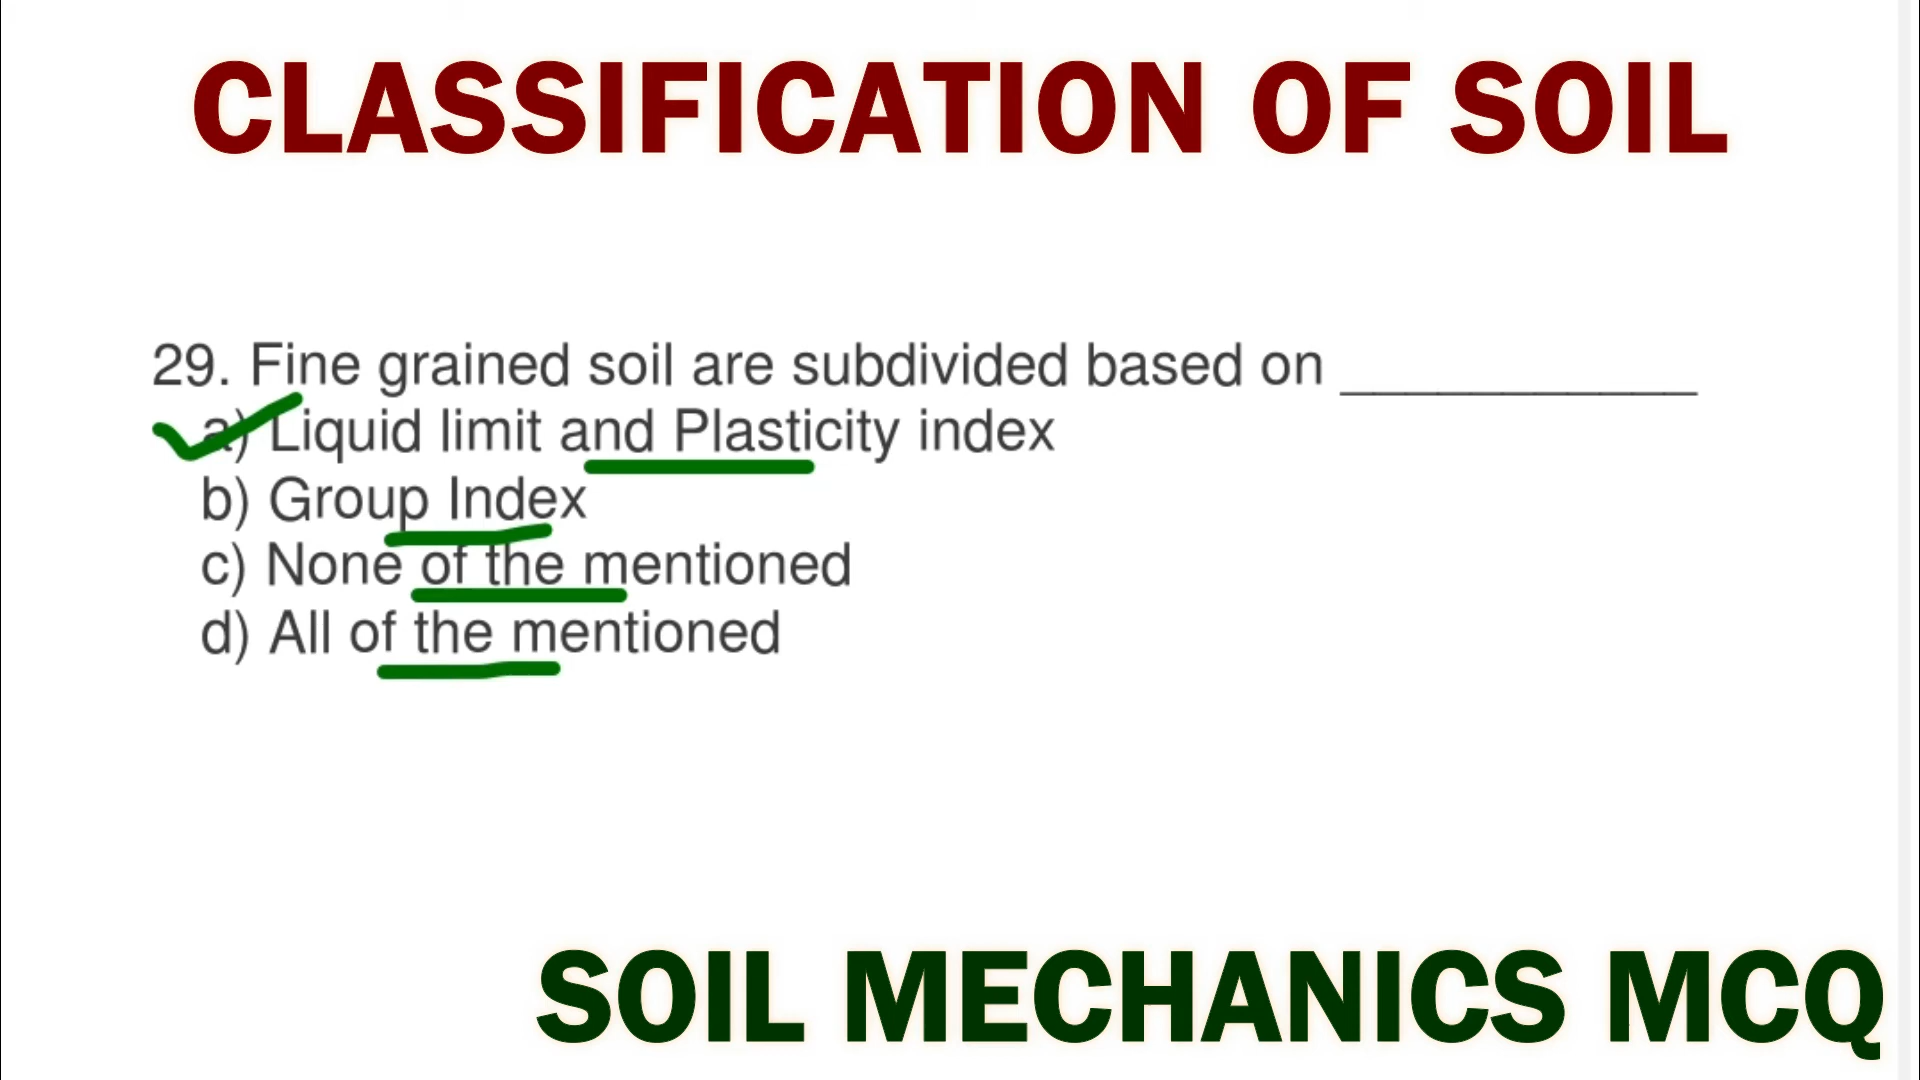 CLASSIFICATION OF SOIL
29. Fine grained soil are subdivided based on ____________
a) Liquid limit and Plasticity index
b) Group Index
c) None of the mentioned
d) All of the mentioned
SOIL MECHANICS MCQ